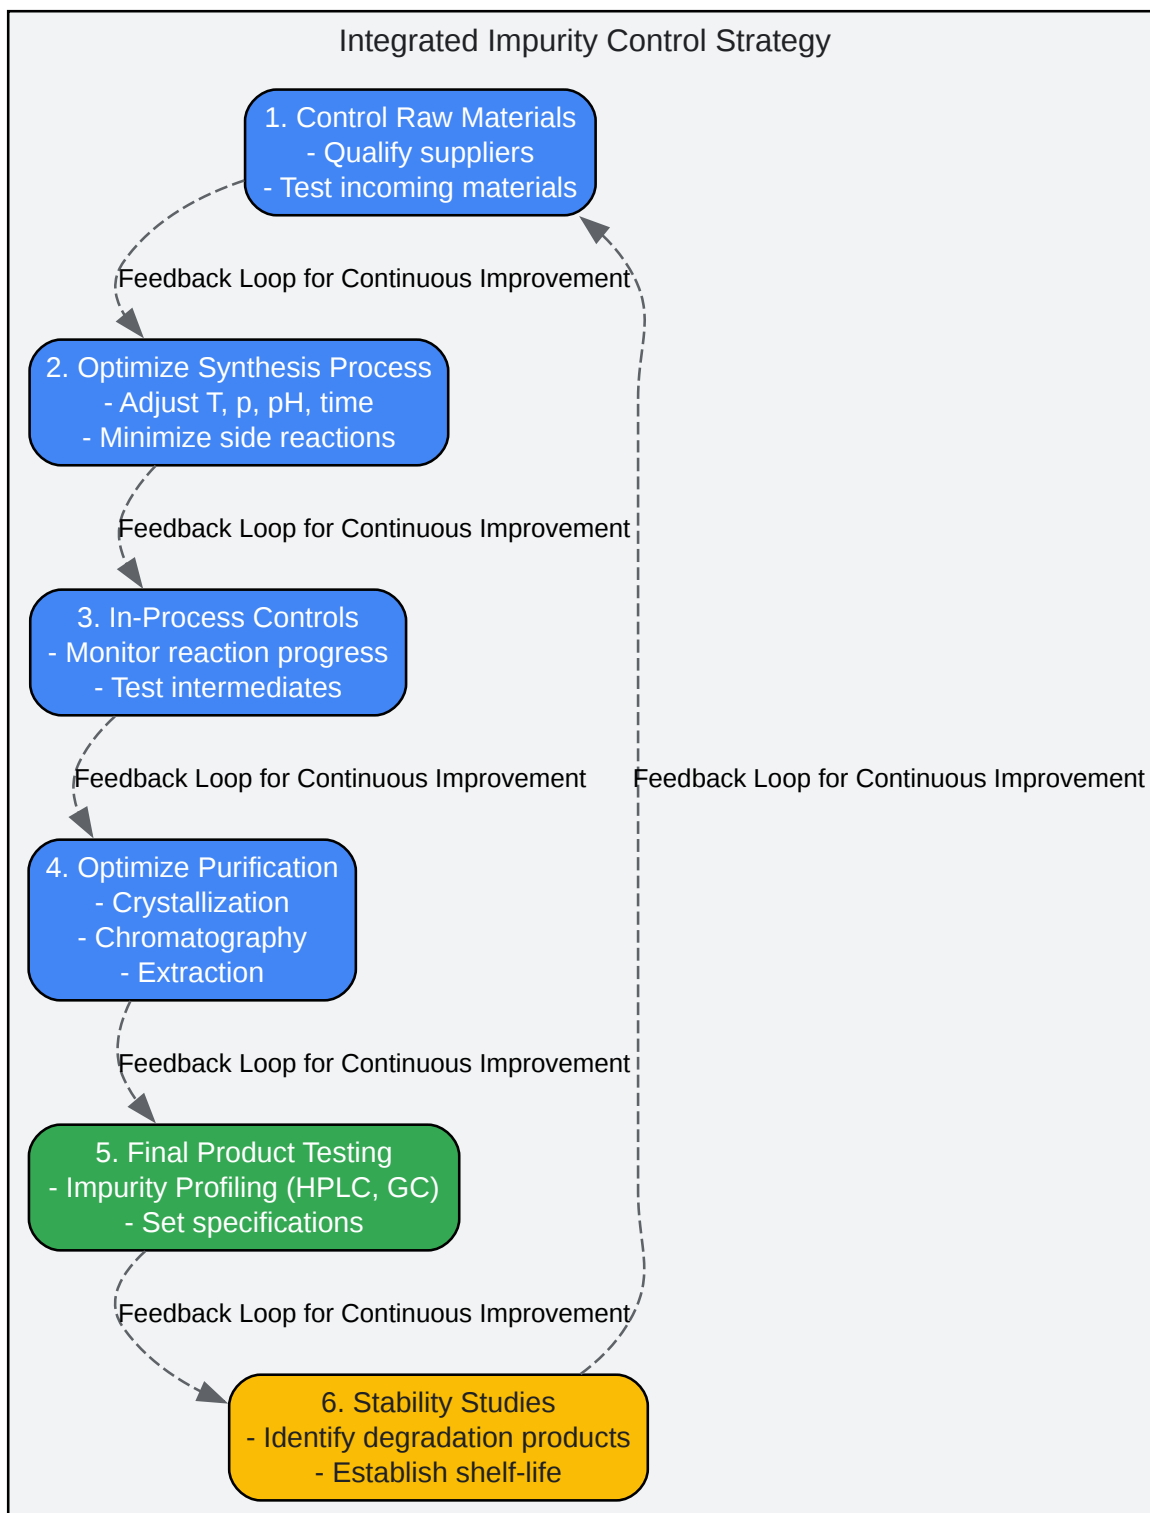 Integrated Impurity Control Strategy
1. Control Raw Materials
- Qualify suppliers
- Test incoming materials
Feedback Loop for Continuous Improvement
2. Optimize Synthesis Process
- Adjust T, p, pH, time
- Minimize side reactions
Feedback Loop for Continuous Improvement
3. In-Process Controls
- Monitor reaction progress
- Test intermediates
Feedback Loop for Continuous Improvement
Feedback Loop for Continuous Improvement
4. Optimize Purification
- Crystallization
- Chromatography
- Extraction
Feedback Loop for Continuous Improvement
5. Final Product Testing
- Impurity Profiling (HPLC, GC)
- Set specifications
Feedback Loop for Continuous Improvement
6. Stability Studies
- Identify degradation products
- Establish shelf-life